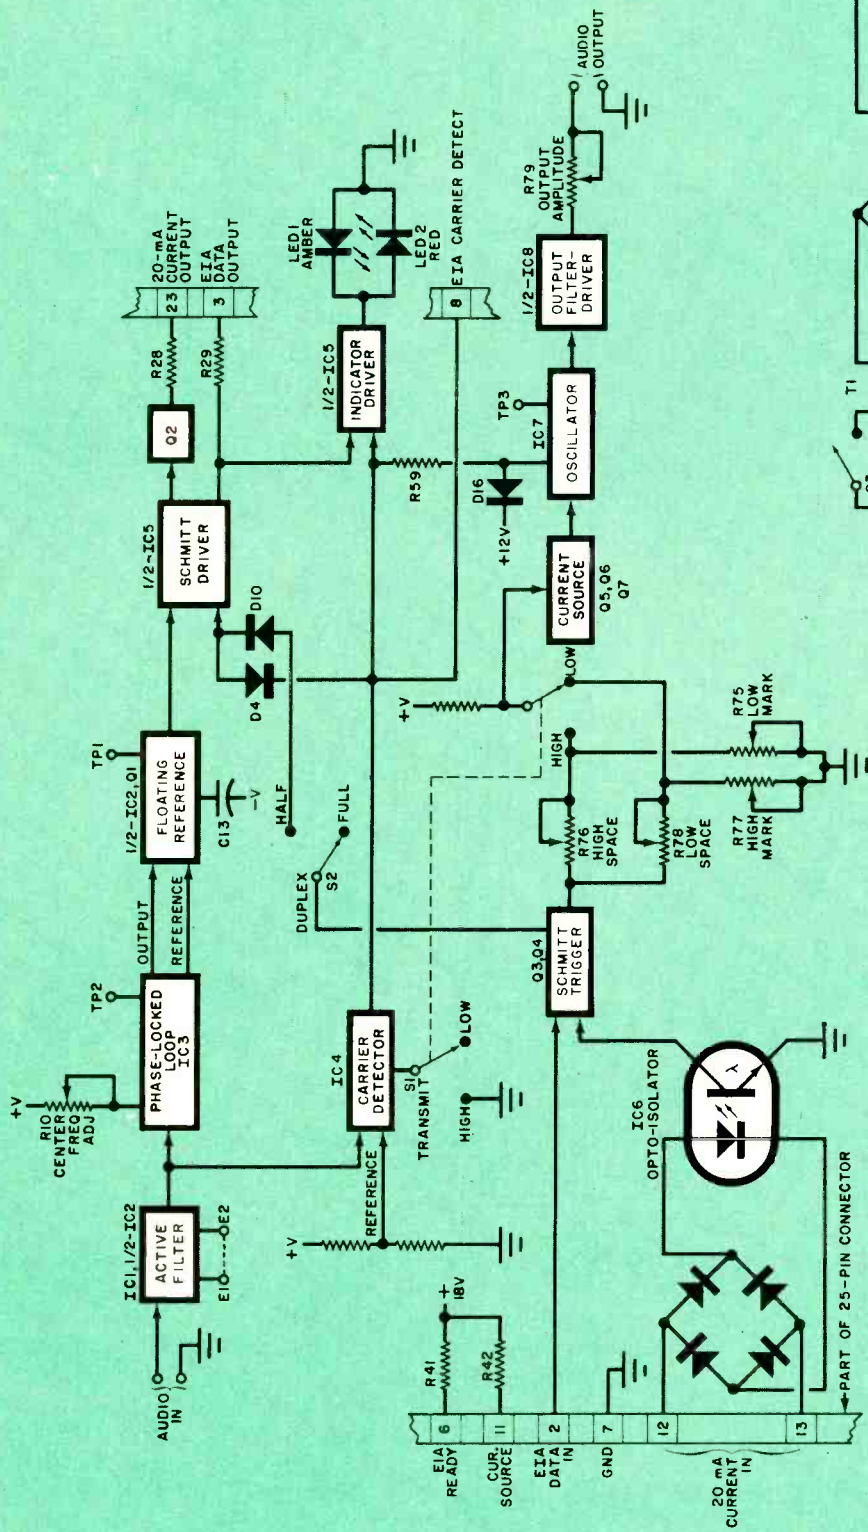 AUDIO
IN
IC1, 1/2-IC2
ACTIVE
FILTER
E1
E2
+V
R10
CENTER
FREQ
ADJ
TP2
PHASE-LOCKED
LOOP
IC3
OUTPUT
REFERENCE
TP1
1/2-IC2,Q1
FLOATING
REFERENCE
C13
-V
1/2-IC5
SCHMITT
DRIVER
Q2
R28
R29
23
3
20-mA
CURRENT
OUTPUT
EIA
DATA
OUTPUT
D4
D10
HALF
FULL
DUPLEX
S2
+V
REFERENCE
IC4
CARRIER
DETECTOR
S1
TRANSMIT
LOW
HIGH
1/2-IC5
INDICATOR
DRIVER
LED1
AMBER
LED2
RED
8
EIA CARRIER DETECT
R59
D16
+12V
TP3
IC7
OSCILLATOR
1/2-IC8
OUTPUT
FILTER-
DRIVER
R79
OUTPUT
AMPLITUDE
AUDIO
OUTPUT
+V
CURRENT
SOURCE
Q5,Q6
Q7
LOW
HIGH
R76
HIGH
SPACE
R78
LOW
SPACE
R75
LOW
MARK
R77
HIGH
MARK
Q3,Q4
SCHMITT
TRIGGER
IC6
OPTO-ISOLATOR
λ
R41
R42
+
18V
EIA
READY
6
CUR.
SOURCE
11
EIA
DATA
IN
2
GND
7
12
13
20 mA
CURRENT
IN
PART OF 25-PIN CONNECTOR
T1